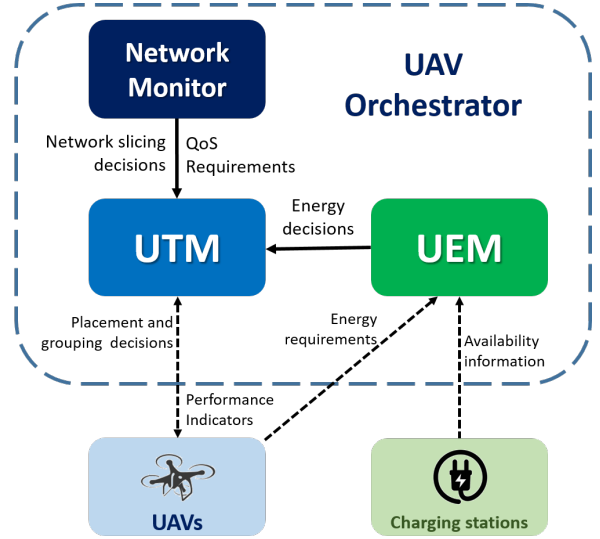 Network
Monitor
UAV
Orchestrator
Network slicing
decisions
QoS
Requirements
Energy
decisions
UTM
UEM
Placement and
grouping decisions
Energy
requirements
Availability
information
Performance
Indicators
UAVs
Charging stations